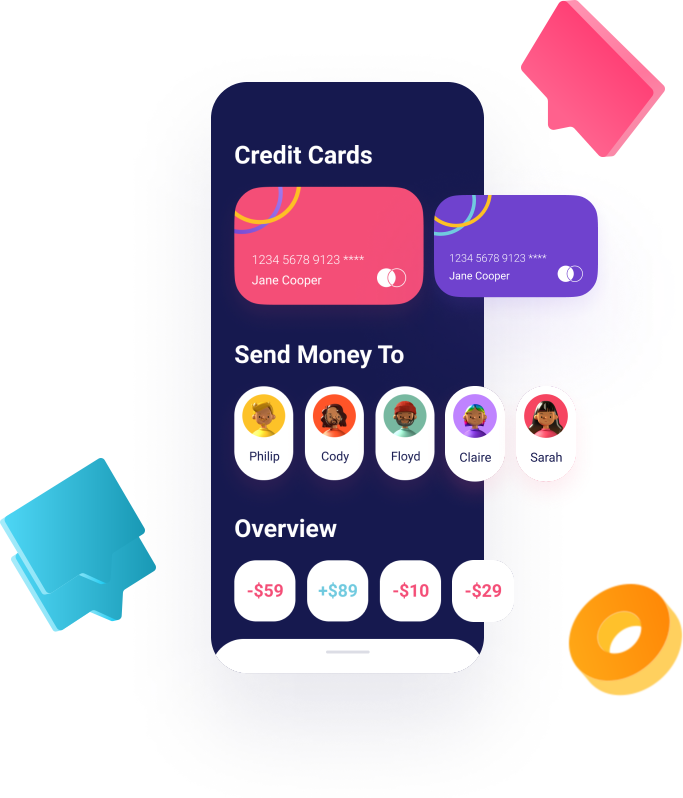 Credit Cards
1234 5678 9123 ****
Jane Cooper
1234 5678 9123 ****
Jane Cooper
Send Money To
Philip
Cody
Floyd
Claire
Sarah
Overview
-$59
+$89
-$10
-$29